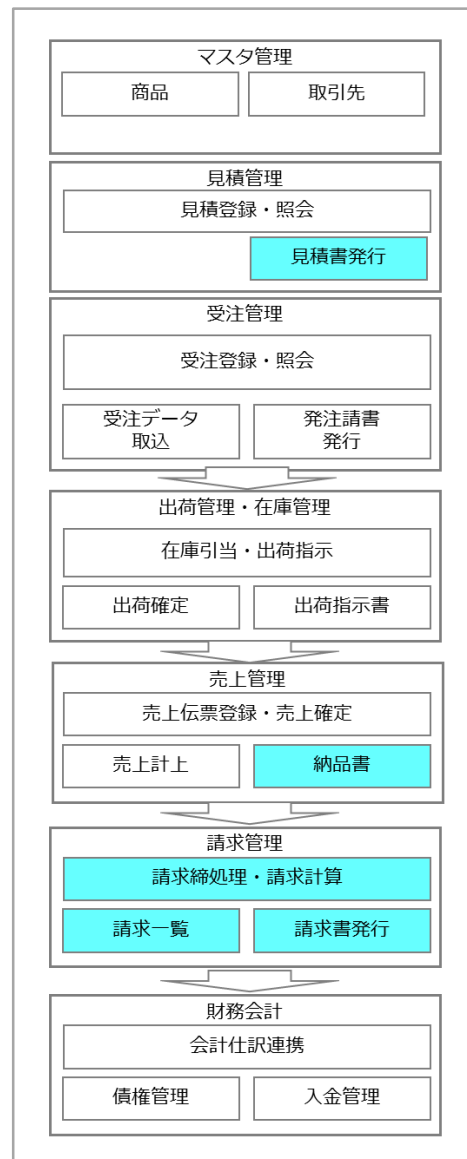 マスタ管理
商品
取引先
見積管理
見積登録・照会
見積書発行
受注管理
受注登録・照会
受注データ
取込
発注請書
発行
出荷管理・在庫管理
在庫引当・出荷指示
出荷確定
出荷指示書
売上管理
売上伝票登録・売上確定
売上計上
納品書
請求管理
請求締処理・請求計算
請求一覧
請求書発行
財務会計
会計仕訳連携
債権管理
入金管理